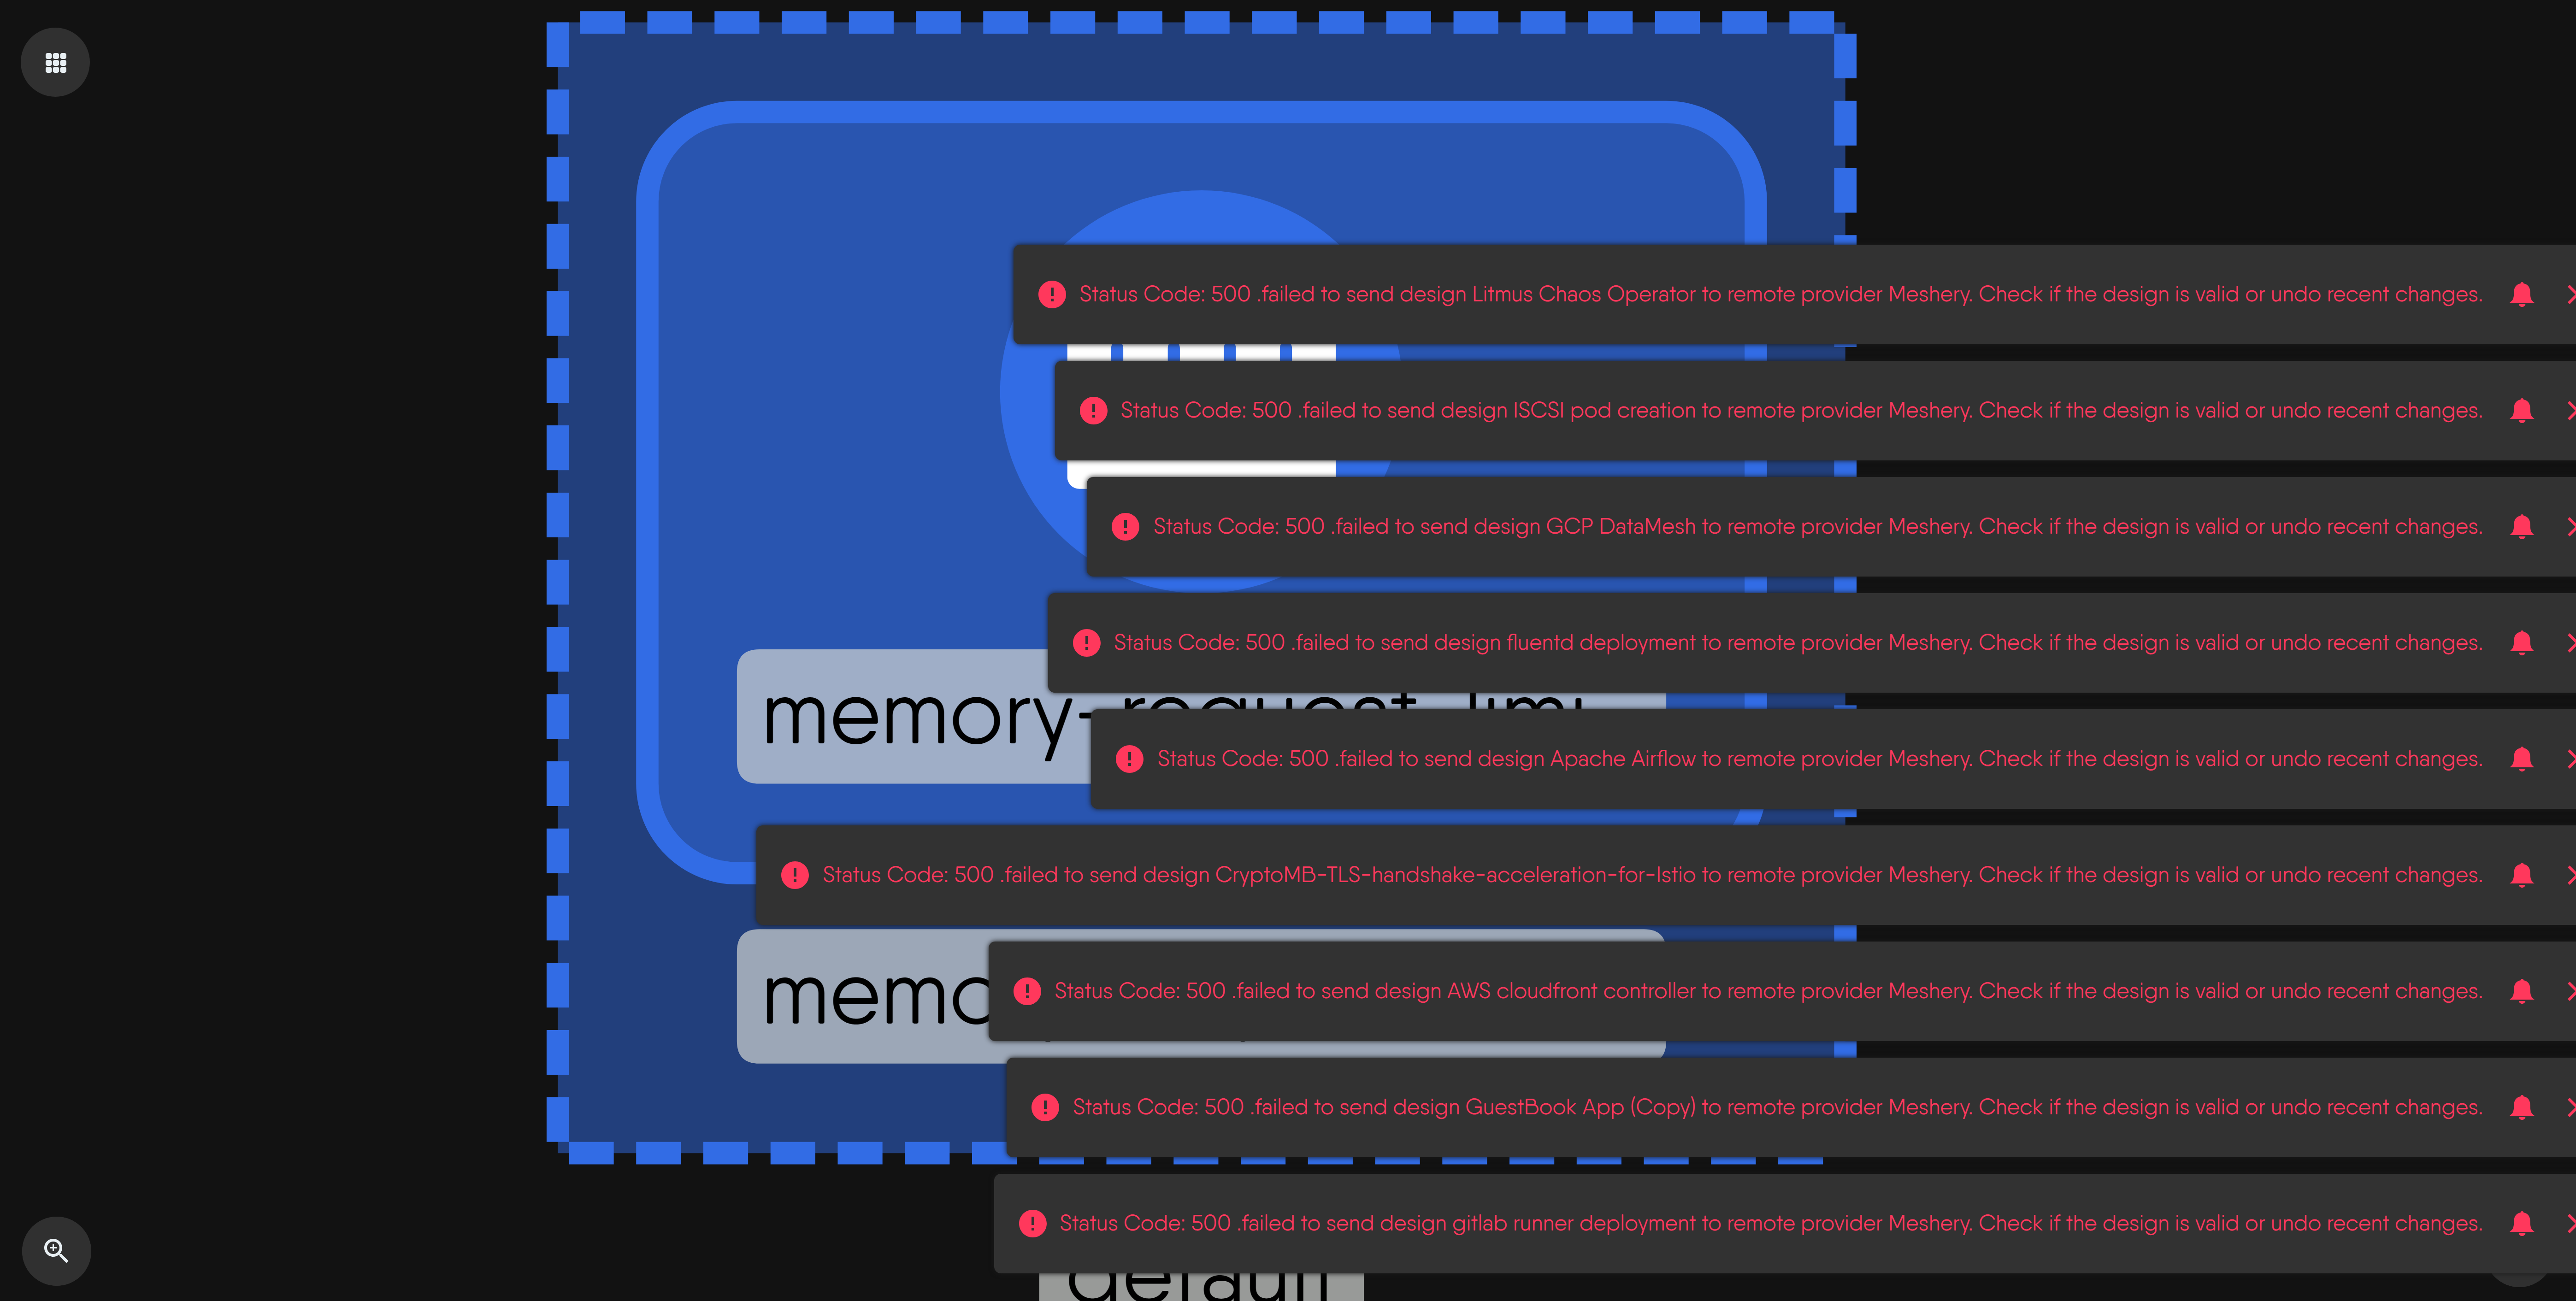 Status Code: 500 .failed to send design Litmus Chaos Operator to remote provider Meshery. Check if the design is valid or undo recent changes.
Status Code: 500 .failed to send design ISCSI pod creation to remote provider Meshery. Check if the design is valid or undo recent changes.
Status Code: 500 .failed to send design GCP DataMesh to remote provider Meshery. Check if the design is valid or undo recent changes.
Status Code: 500 .failed to send design fluentd deployment to remote provider Meshery. Check if the design is valid or undo recent changes.
memory-request-limi
Status Code: 500 .failed to send design Apache Airflow to remote provider Meshery. Check if the design is valid or undo recent changes.
Status Code: 500 .failed to send design CryptoMB-TLS-handshake-acceleration-for-Istio to remote provider Meshery. Check if the design is valid or undo recent changes.
memo
Status Code: 500 .failed to send design AWS cloudfront controller to remote provider Meshery. Check if the design is valid or undo recent changes.
Status Code: 500 .failed to send design GuestBook App (Copy) to remote provider Meshery. Check if the design is valid or undo recent changes.
Status Code: 500 .failed to send design gitlab runner deployment to remote provider Meshery. Check if the design is valid or undo recent changes.
default